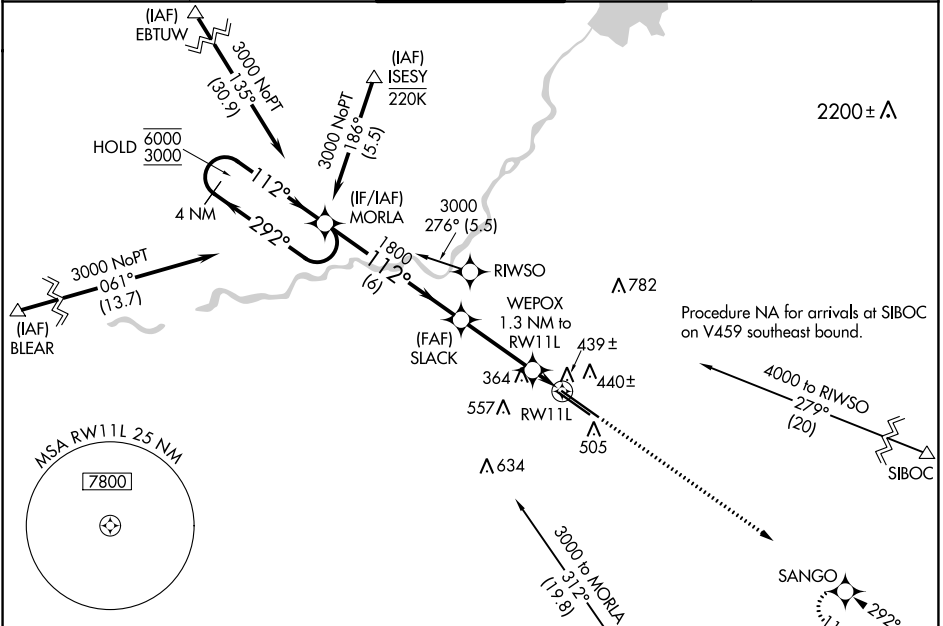 (IAF)
EBTUW
3000 NoPT
135°
(30.9)
(IAF)
ISESY
220K
3000 NoPT
186°
(5.5)
2200±
HOLD
6000
3000
112°
4 NM
292°
(IF/IAF)
MORLA
3000
276° (5.5)
1800
112°
(6)
RIWSO
3000 NoPT
061°
(13.7)
(IAF)
BLEAR
782
WEPOX
1.3 NM to
RW11L
Procedure NA for arrivals at SIBOC
on V459 southeast bound.
(FAF)
SLACK
439±
364
440±
4000 to RIWSO
279°
(20)
557
RW11L
505
SIBOC
MSA RW11L 25 NM
7800
634
3000 to MORLA
312°
(19.8)
SANGO
292°